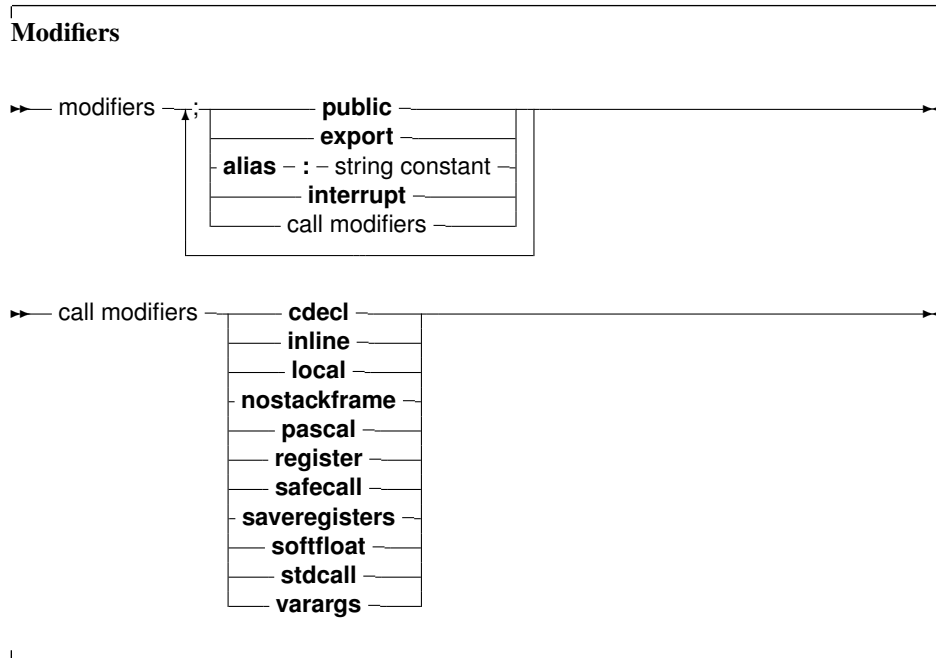 Modifiers
modifiers ; public
export
alias : string constant
interrupt
call modifiers
call modifiers cdecl
inline
local
nostackframe
pascal
register
safecall
saveregisters
softfloat
stdcall
varargs